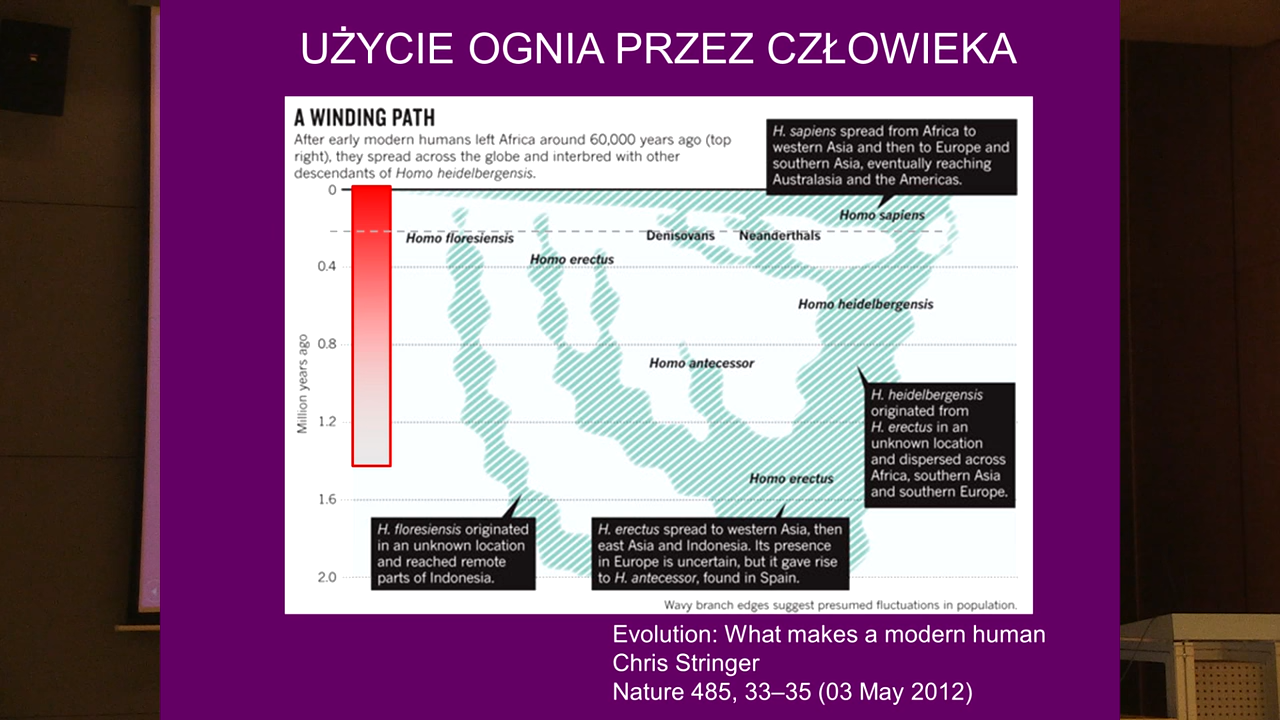 UŻYCIE OGNIA PRZEZ CZŁOWIEKA
A WINDING PATH
After early modern humans left Africa around 60,000 years ago (top
right), they spread across the globe and interbred with other
descendants of Homo heidelbergensis.
H. sapiens spread from Africa to
western Asia and then to Europe and
southern Asia, eventually reaching
Australasia and the Americas.
0
Homo sapiens
Homo floresiensis
Denisovans
Neanderthals
Homo erectus
0.4
Homo heidelbergensis
Million years ago
0.8
Homo antecessor
H. heidelbergensis
originated from
H. erectus in an
unknown location
and dispersed across
Africa, southern Asia
and southern Europe.
1.2
Homo erectus
1.6
H. floresiensis originated
in an unknown location
and reached remote
parts of Indonesia.
H. erectus spread to western Asia, then
east Asia and Indonesia. Its presence
in Europe is uncertain, but it gave rise
to H. antecessor, found in Spain.
2.0
Wavy branch edges suggest presumed fluctuations in population.
Evolution: What makes a modern human
Chris Stringer
Nature 485, 33–35 (03 May 2012)